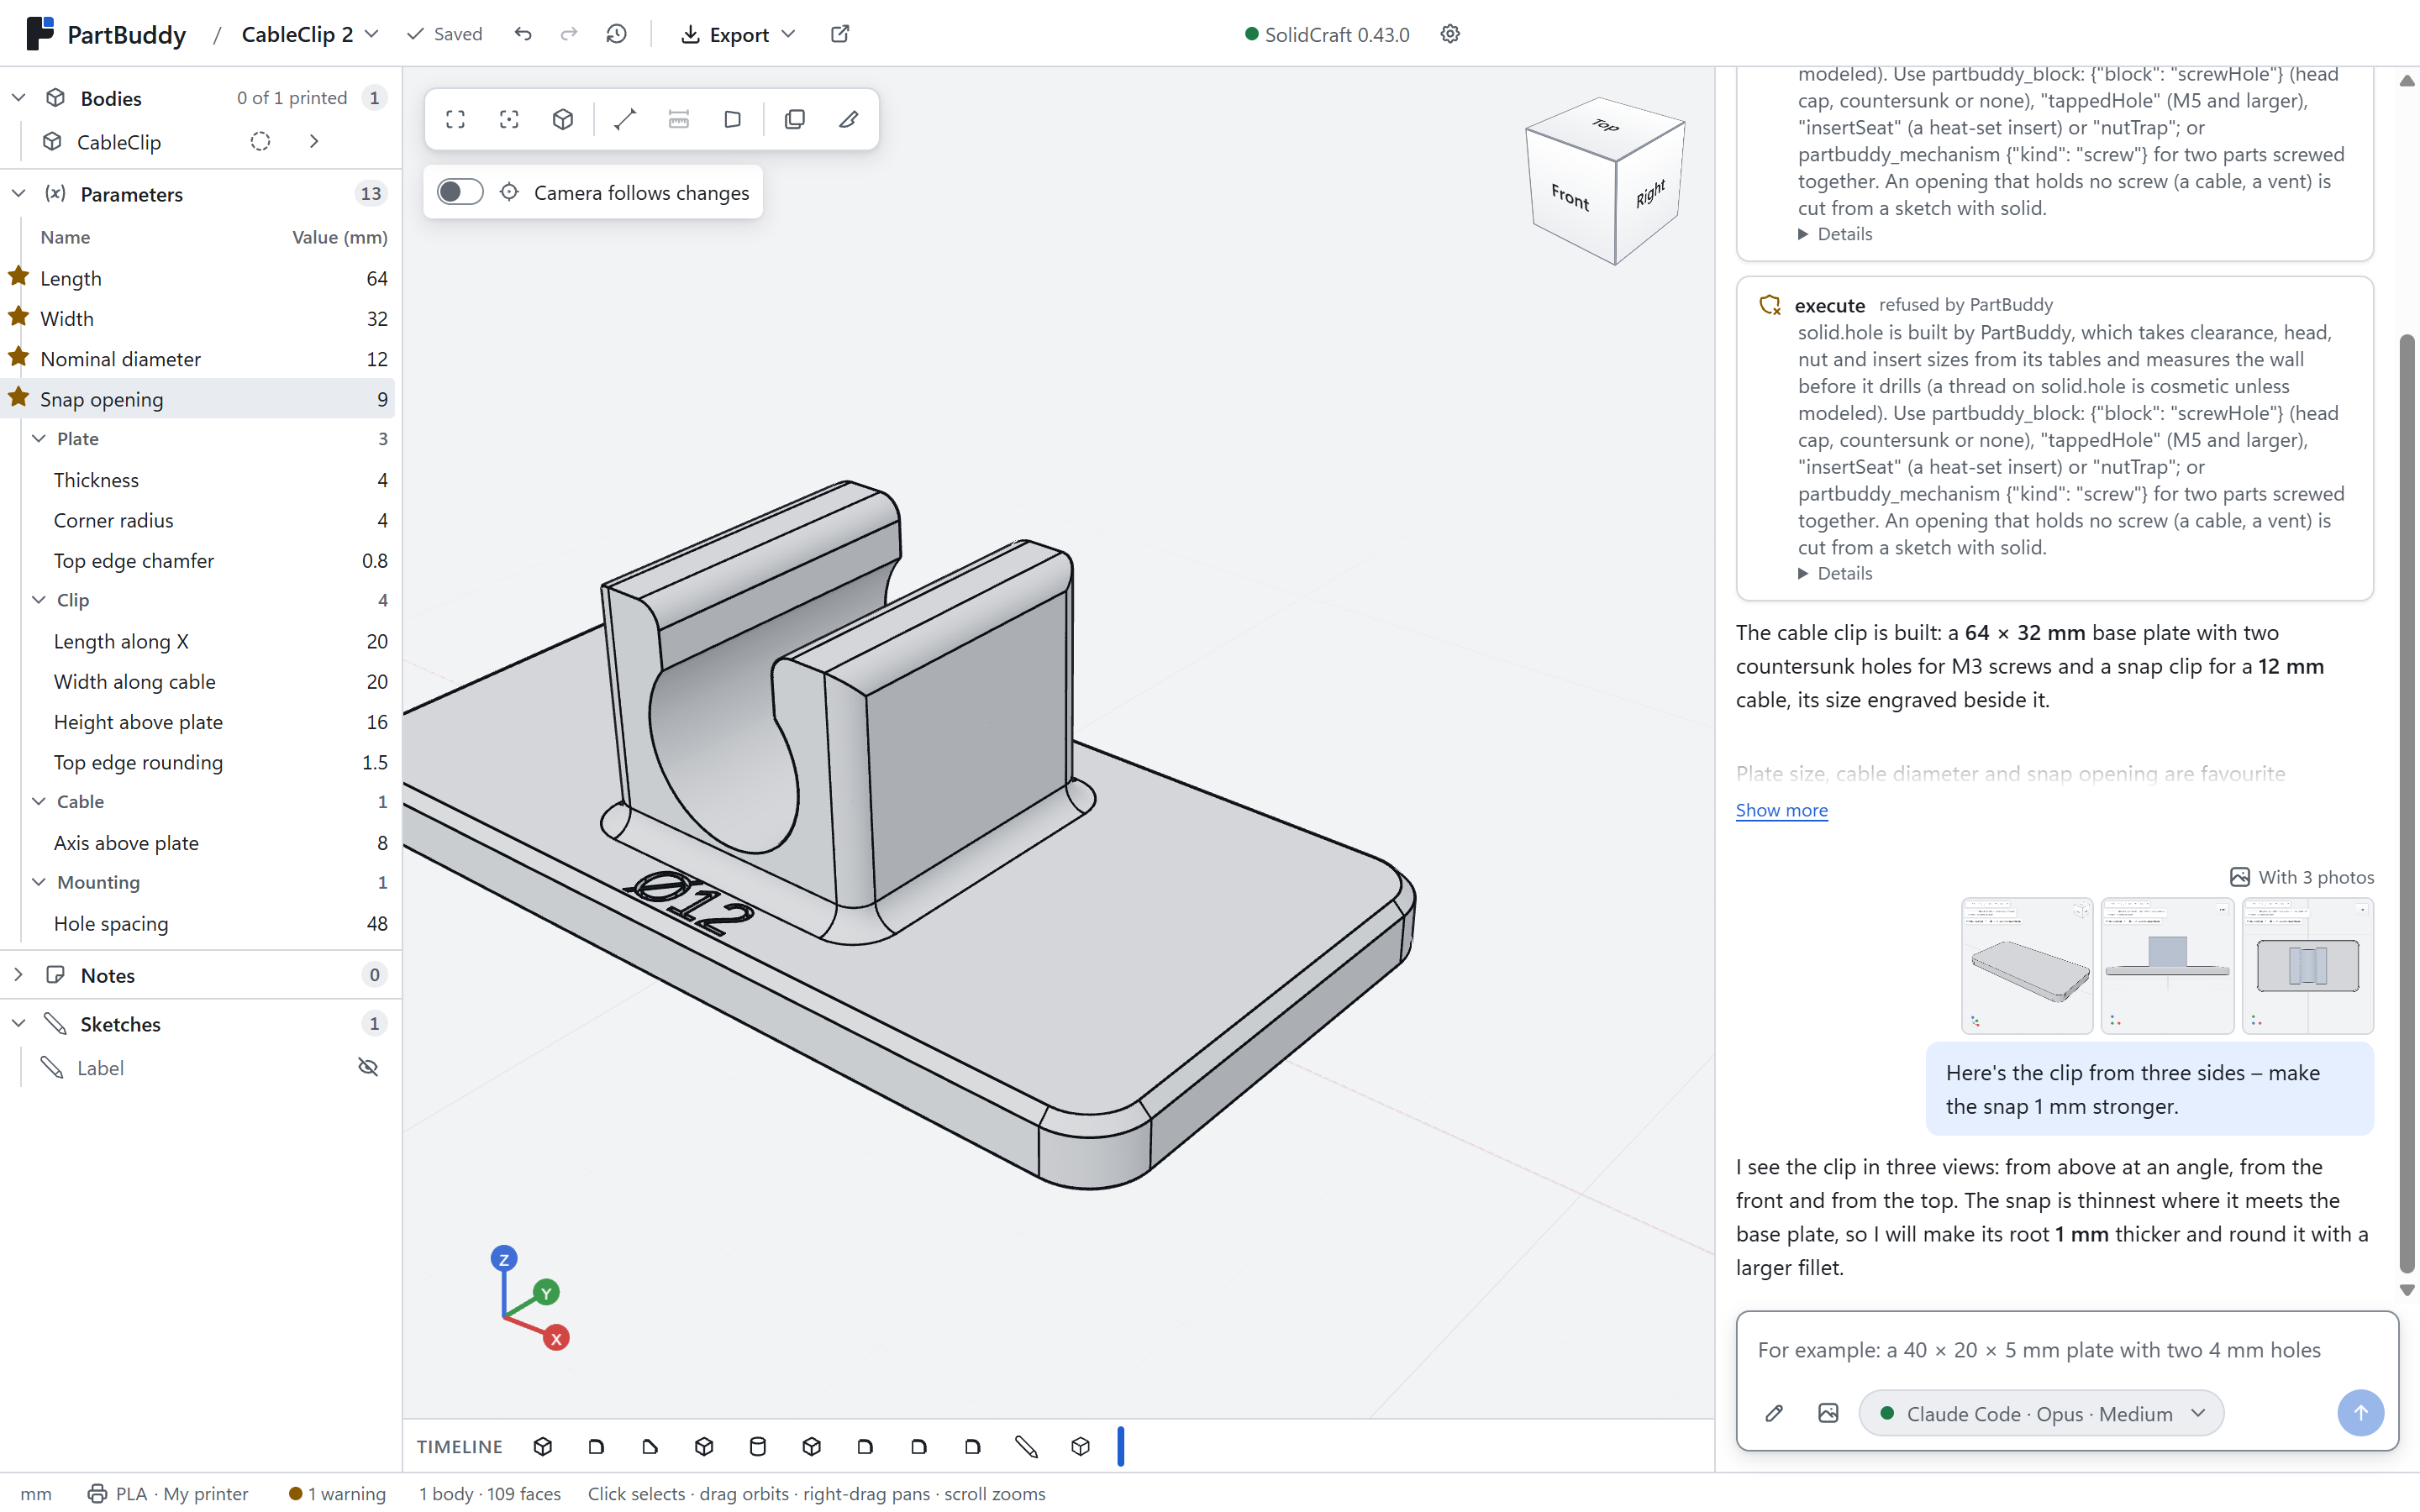 PartBuddy / CableClip 2 Saved Export SolidCraft 0.43.0
Bodies 0 of 1 printed 1
CableClip
Parameters 13
Name Value (mm)
Length 64
Width 32
Nominal diameter 12
Snap opening 9
Plate 3
Thickness 4
Corner radius 4
Top edge chamfer 0.8
Clip 4
Length along X 20
Width along cable 20
Height above plate 16
Top edge rounding 1.5
Cable 1
Axis above plate 8
Mounting 1
Hole spacing 48
Notes 0
Sketches 1
Label
Camera follows changes
Top
Front
Right
Ø12
Z
Y
X
TIMELINE
modeled). Use partbuddy_block: {"block": "screwHole"} (head
cap, countersunk or none), "tappedHole" (M5 and larger),
"insertSeat" (a heat-set insert) or "nutTrap"; or
partbuddy_mechanism {"kind": "screw"} for two parts screwed
together. An opening that holds no screw (a cable, a vent) is
cut from a sketch with solid.
Details
execute refused by PartBuddy
solid.hole is built by PartBuddy, which takes clearance, head,
nut and insert sizes from its tables and measures the wall
before it drills (a thread on solid.hole is cosmetic unless
modeled). Use partbuddy_block: {"block": "screwHole"} (head
cap, countersunk or none), "tappedHole" (M5 and larger),
"insertSeat" (a heat-set insert) or "nutTrap"; or
partbuddy_mechanism {"kind": "screw"} for two parts screwed
together. An opening that holds no screw (a cable, a vent) is
cut from a sketch with solid.
Details
The cable clip is built: a 64 × 32 mm base plate with two
countersunk holes for M3 screws and a snap clip for a 12 mm
cable, its size engraved beside it.
Plate size, cable diameter and snap opening are favourite
Show more
With 3 photos
Here's the clip from three sides – make
the snap 1 mm stronger.
I see the clip in three views: from above at an angle, from the
front and from the top. The snap is thinnest where it meets the
base plate, so I will make its root 1 mm thicker and round it with a
larger fillet.
For example: a 40 × 20 × 5 mm plate with two 4 mm holes
Claude Code · Opus · Medium
mm PLA · My printer 1 warning 1 body · 109 faces Click selects · drag orbits · right-drag pans · scroll zooms